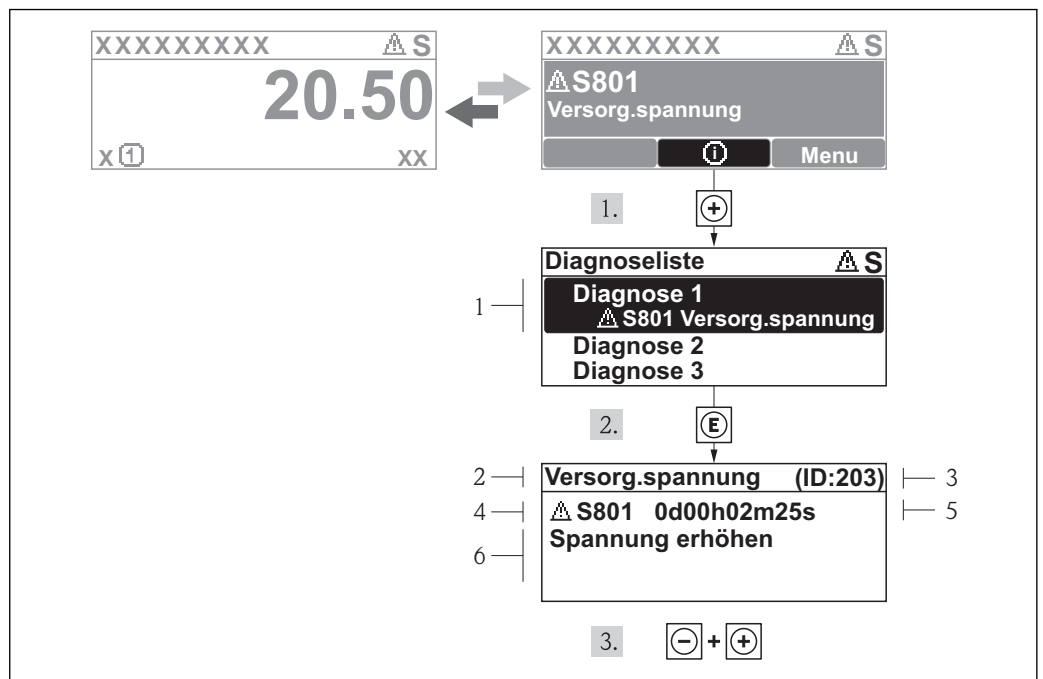 XXXXXXXXX ⚠ S
20.50
x ① XX
XXXXXXXXX ⚠ S
⚠ S801
Versorg.spannung
ⓘ Menu
1. +
Diagnoseliste ⚠ S
1
Diagnose 1
⚠ S801 Versorg.spannung
Diagnose 2
Diagnose 3
2. E
2 Versorg.spannung (ID:203) 3
4 ⚠ S801 0d00h02m25s 5
6 Spannung erhöhen
3. - + +